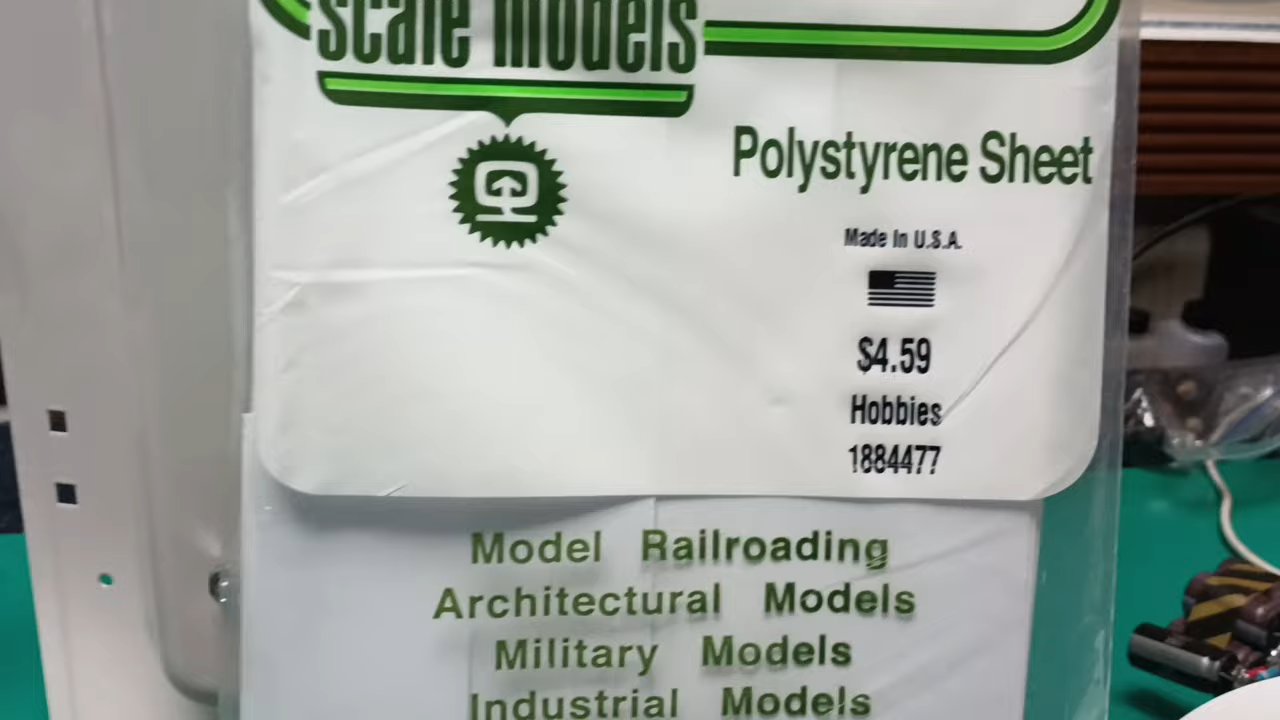 scale models
Polystyrene Sheet
Made In U.S.A.
$4.59
Hobbies
1884477
Model Railroading
Architectural Models
Military Models
Industrial Models